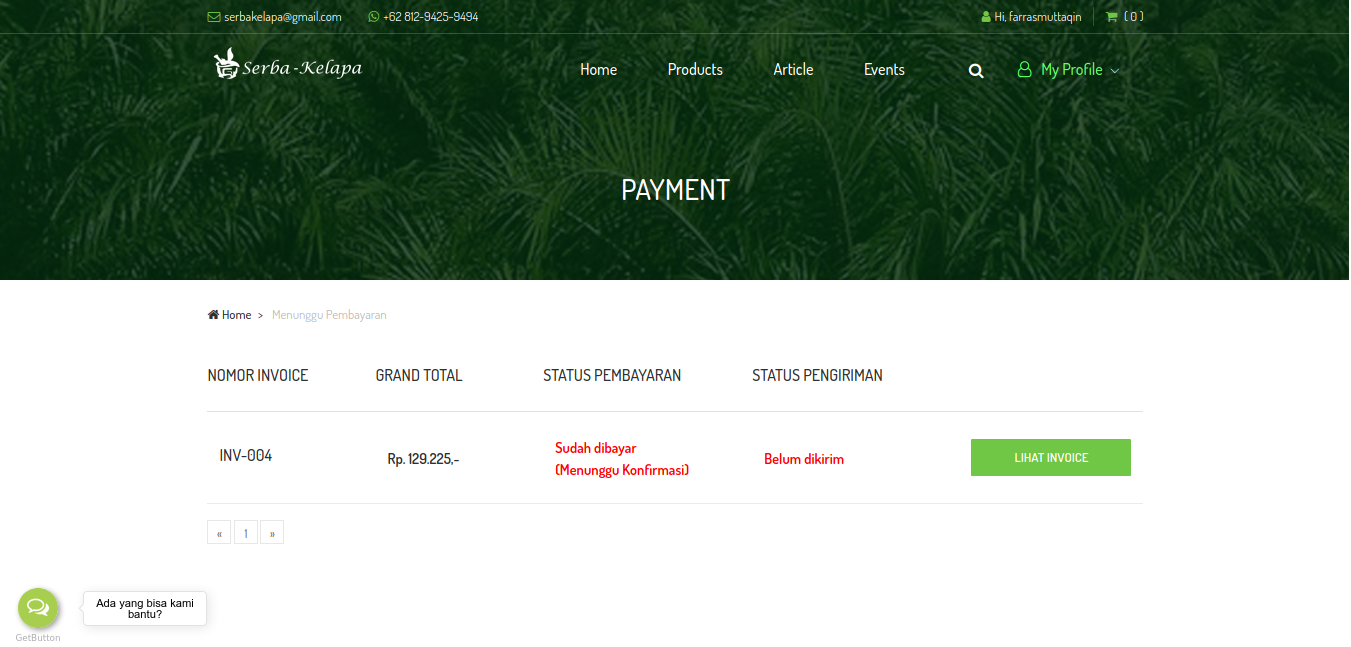 serbakelapa@gmail.com +62 812-9425-9494 Hi, farrasmuttaqin ( 0 )
Serba-Kelapa Home Products Article Events My Profile
PAYMENT
Home > Menunggu Pembayaran
NOMOR INVOICE GRAND TOTAL STATUS PEMBAYARAN STATUS PENGIRIMAN
INV-004 Rp. 129.225,- Sudah dibayar
(Menunggu Konfirmasi) Belum dikirim LIHAT INVOICE
« 1 »
Ada yang bisa kami
bantu?
GetButton